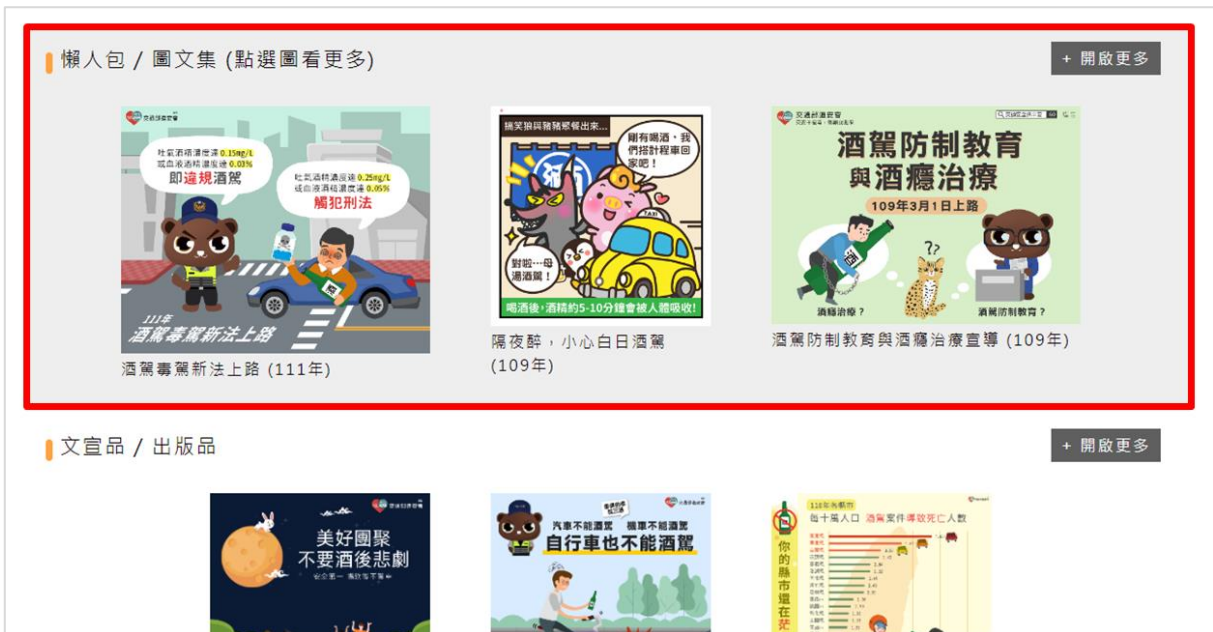 懶人包 / 圖文集 (點選圖看更多)
+ 開啟更多
交通部道安會
吐氣酒精濃度達 0.15mg/L
或血液酒精濃度達 0.03%
即違規酒駕
吐氣酒精濃度達 0.25mg/L
或血液酒精濃度達 0.05%
觸犯刑法
111年
酒駕毒駕新法上路
酒駕毒駕新法上路 (111年)
搞笑狼與豬豬聚餐出來...
剛有喝酒，我
們搭計程車回
家吧！
TAXI
對啦···母
湯酒駕！
喝酒後，酒精約5-10分鐘會被人體吸收!
隔夜醉，小心白日酒駕
(109年)
交通部道安會
酒駕防制教育
與酒癮治療
109年3月1日上路
??
酒癮治療？
酒駕防制教育？
酒駕防制教育與酒癮治療宣導 (109年)
文宣品 / 出版品
+ 開啟更多
美好團聚
不要酒後悲劇
汽車不能酒駕 機車不能酒駕
自行車也不能酒駕
每十萬人口 酒駕案件導致死亡人數
你的縣市還在茫